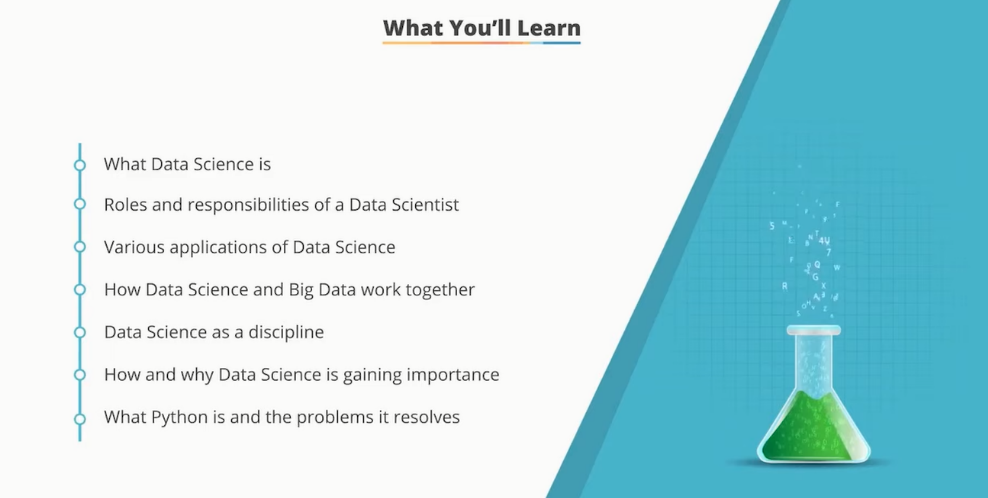 What You'll Learn
What Data Science is
Roles and responsibilities of a Data Scientist
Various applications of Data Science
How Data Science and Big Data work together
Data Science as a discipline
How and why Data Science is gaining importance
What Python is and the problems it resolves